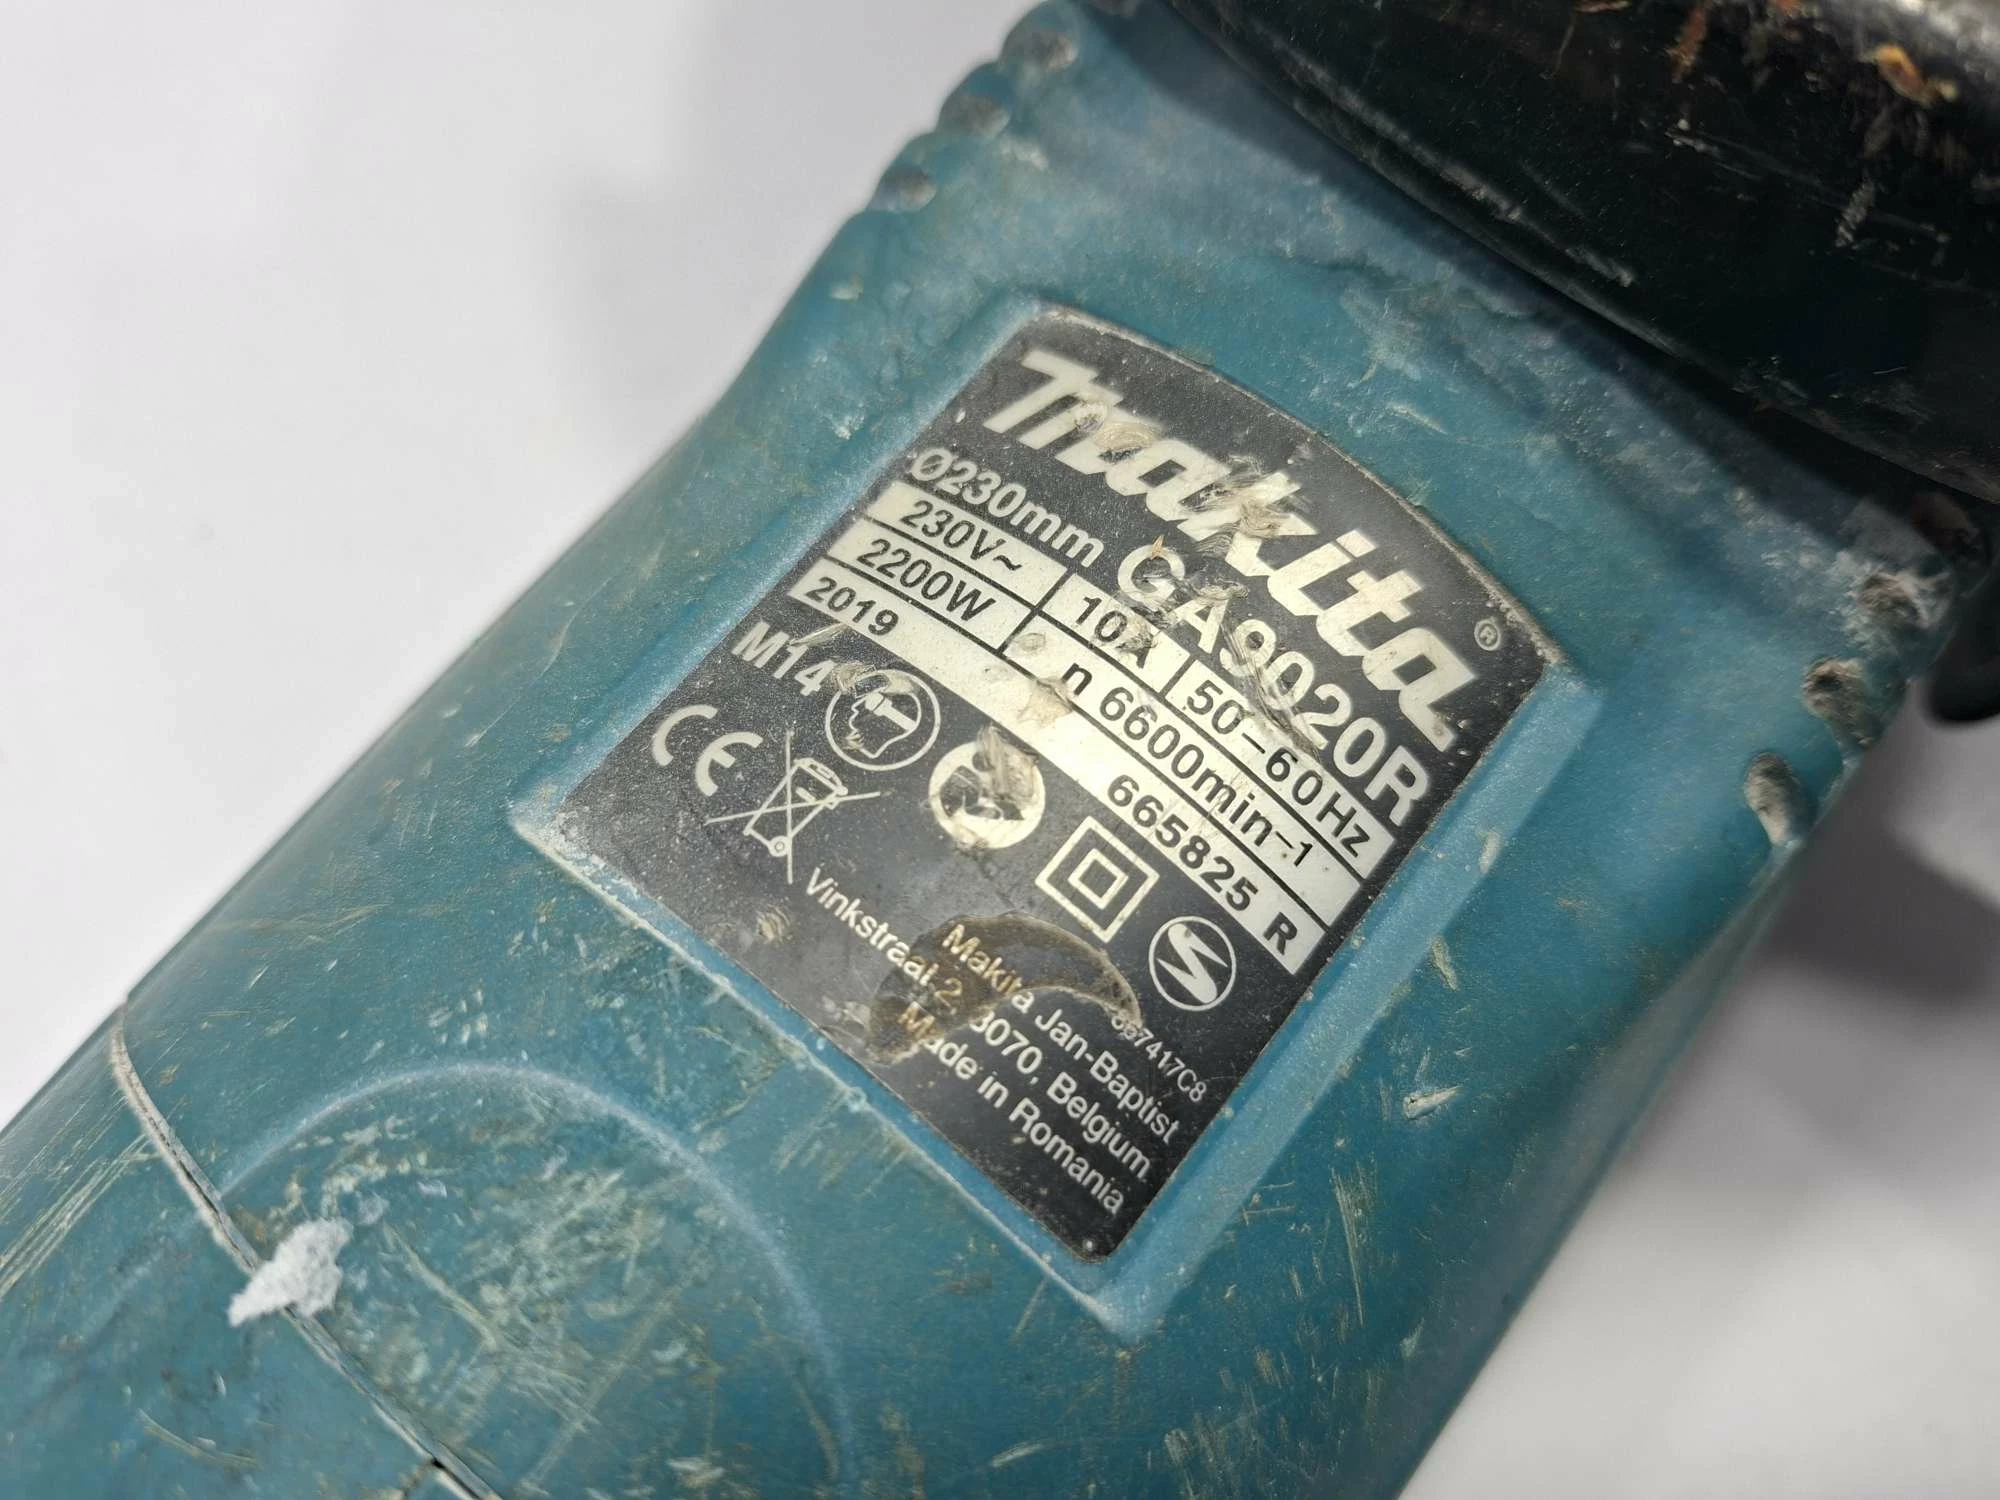 Makita®
Ø230mm GA9020R
230V~ 10A 50-60Hz
2200W n 6600min-1
2019 665825 R
M14
CE
Makita Jan-Baptist
Vinkstraat 2, 3070, Belgium
Made in Romania